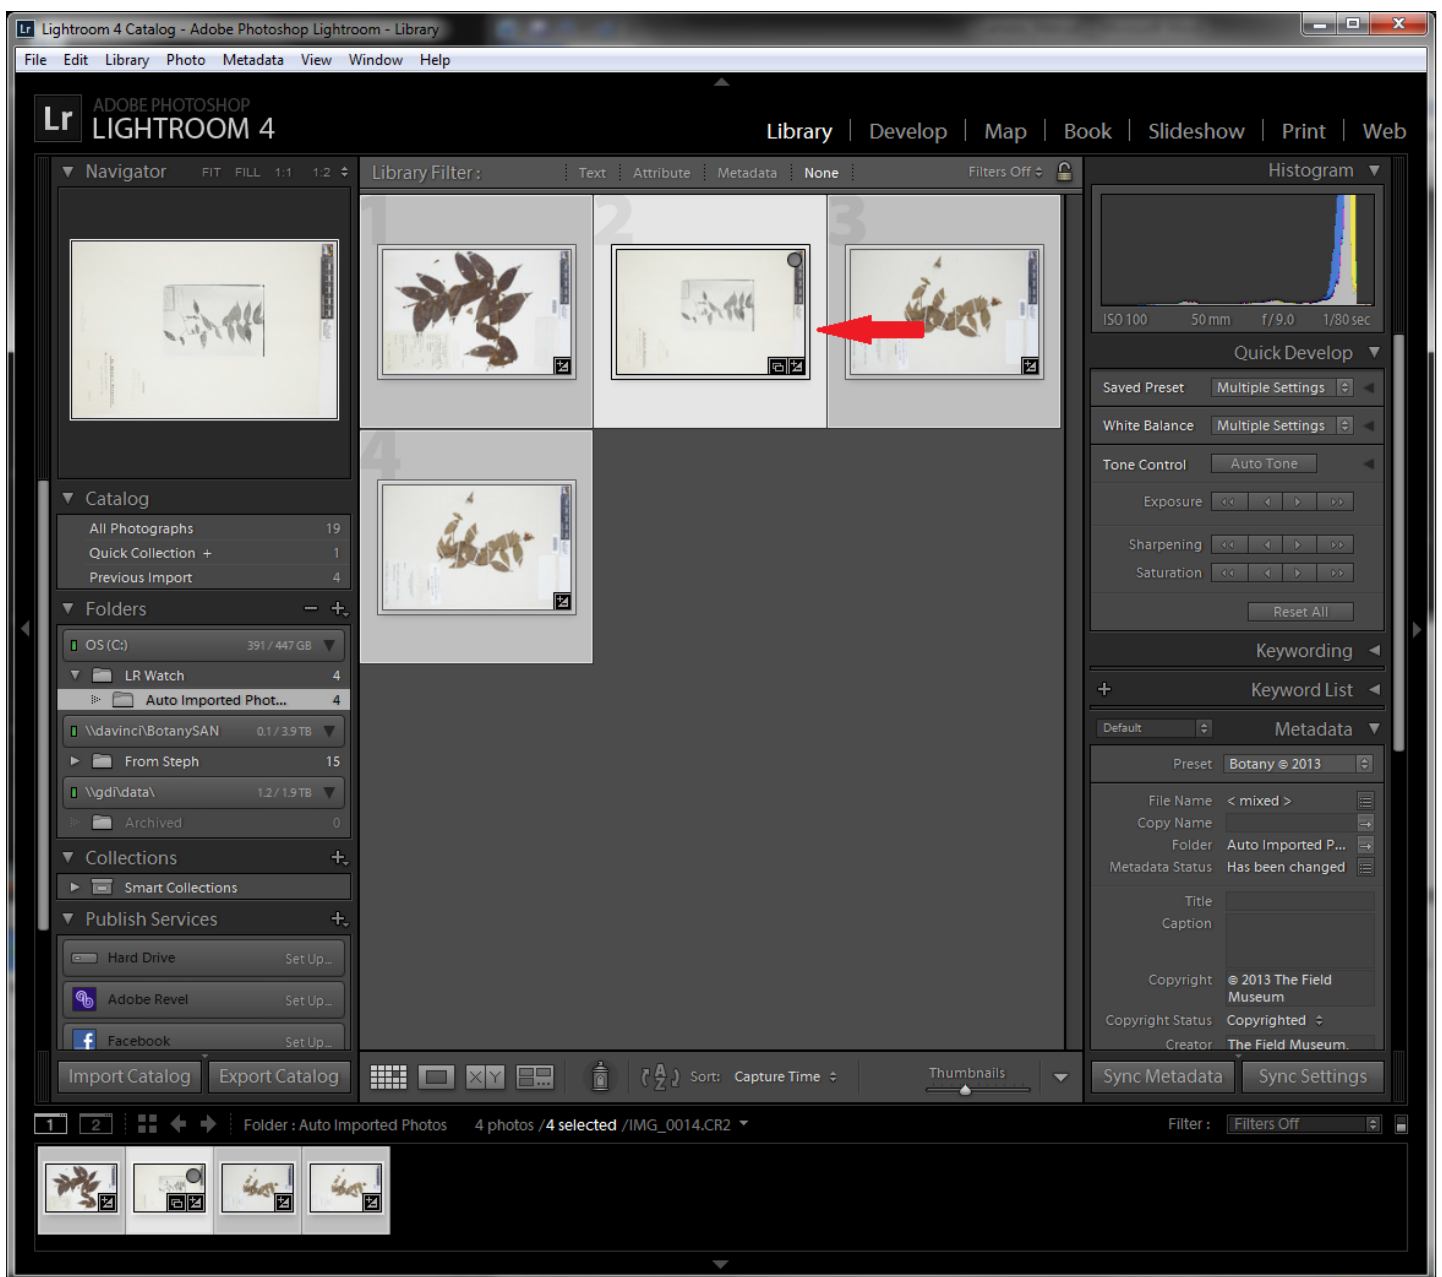 Lr Lightroom 4 Catalog - Adobe Photoshop Lightroom - Library
File Edit Library Photo Metadata View Window Help
Lr ADOBE PHOTOSHOP
LIGHTROOM 4
Library | Develop | Map | Book | Slideshow | Print | Web
Navigator FIT FILL 1:1 1:2
Library Filter : Text Attribute Metadata None Filters Off
1 2 3
4
Catalog
All Photographs 19
Quick Collection + 1
Previous Import 4
Folders
OS (C:) 391 / 447 GB
LR Watch 4
Auto Imported Phot... 4
\\davinci\BotanySAN 0.1 / 3.9 TB
From Steph 15
\\gdi\data\ 1.2 / 1.9 TB
Archived 0
Collections
Smart Collections
Publish Services
Hard Drive Set Up...
Adobe Revel Set Up...
f Facebook Set Up...
Import Catalog Export Catalog
X Y
A Z Sort: Capture Time
Thumbnails
Histogram
ISO 100 50 mm f / 9.0 1/80 sec
Quick Develop
Saved Preset Multiple Settings
White Balance Multiple Settings
Tone Control Auto Tone
Exposure
Sharpening
Saturation
Reset All
Keywording
Keyword List
Default Metadata
Preset Botany © 2013
File Name < mixed >
Copy Name
Folder Auto Imported P...
Metadata Status Has been changed
Title
Caption
Copyright © 2013 The Field
Museum
Copyright Status Copyrighted
Creator The Field Museum.
Sync Metadata Sync Settings
1 2 Folder : Auto Imported Photos 4 photos / 4 selected / IMG_0014.CR2 Filter : Filters Off